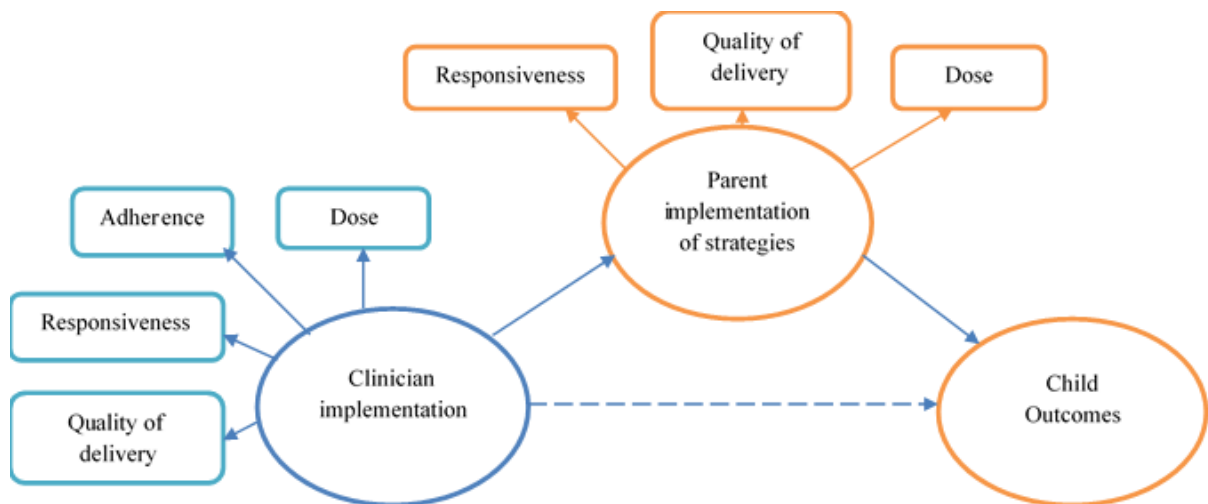 Quality of
delivery
Responsiveness
Dose
Parent
implementation
of strategies
Adherence
Dose
Responsiveness
Clinician
implementation
Child
Outcomes
Quality of
delivery